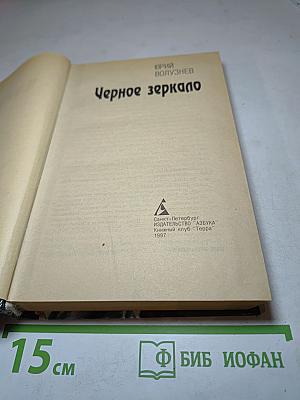 ЮРИЙ
ВОЛУЗНЕВ
Черное зеркало
Санкт-Петербург
ИЗДАТЕЛЬСТВО "АЗБУКА"
Книжный клуб "Терра"
1997
15 см
Ф БИБ ИОФАН